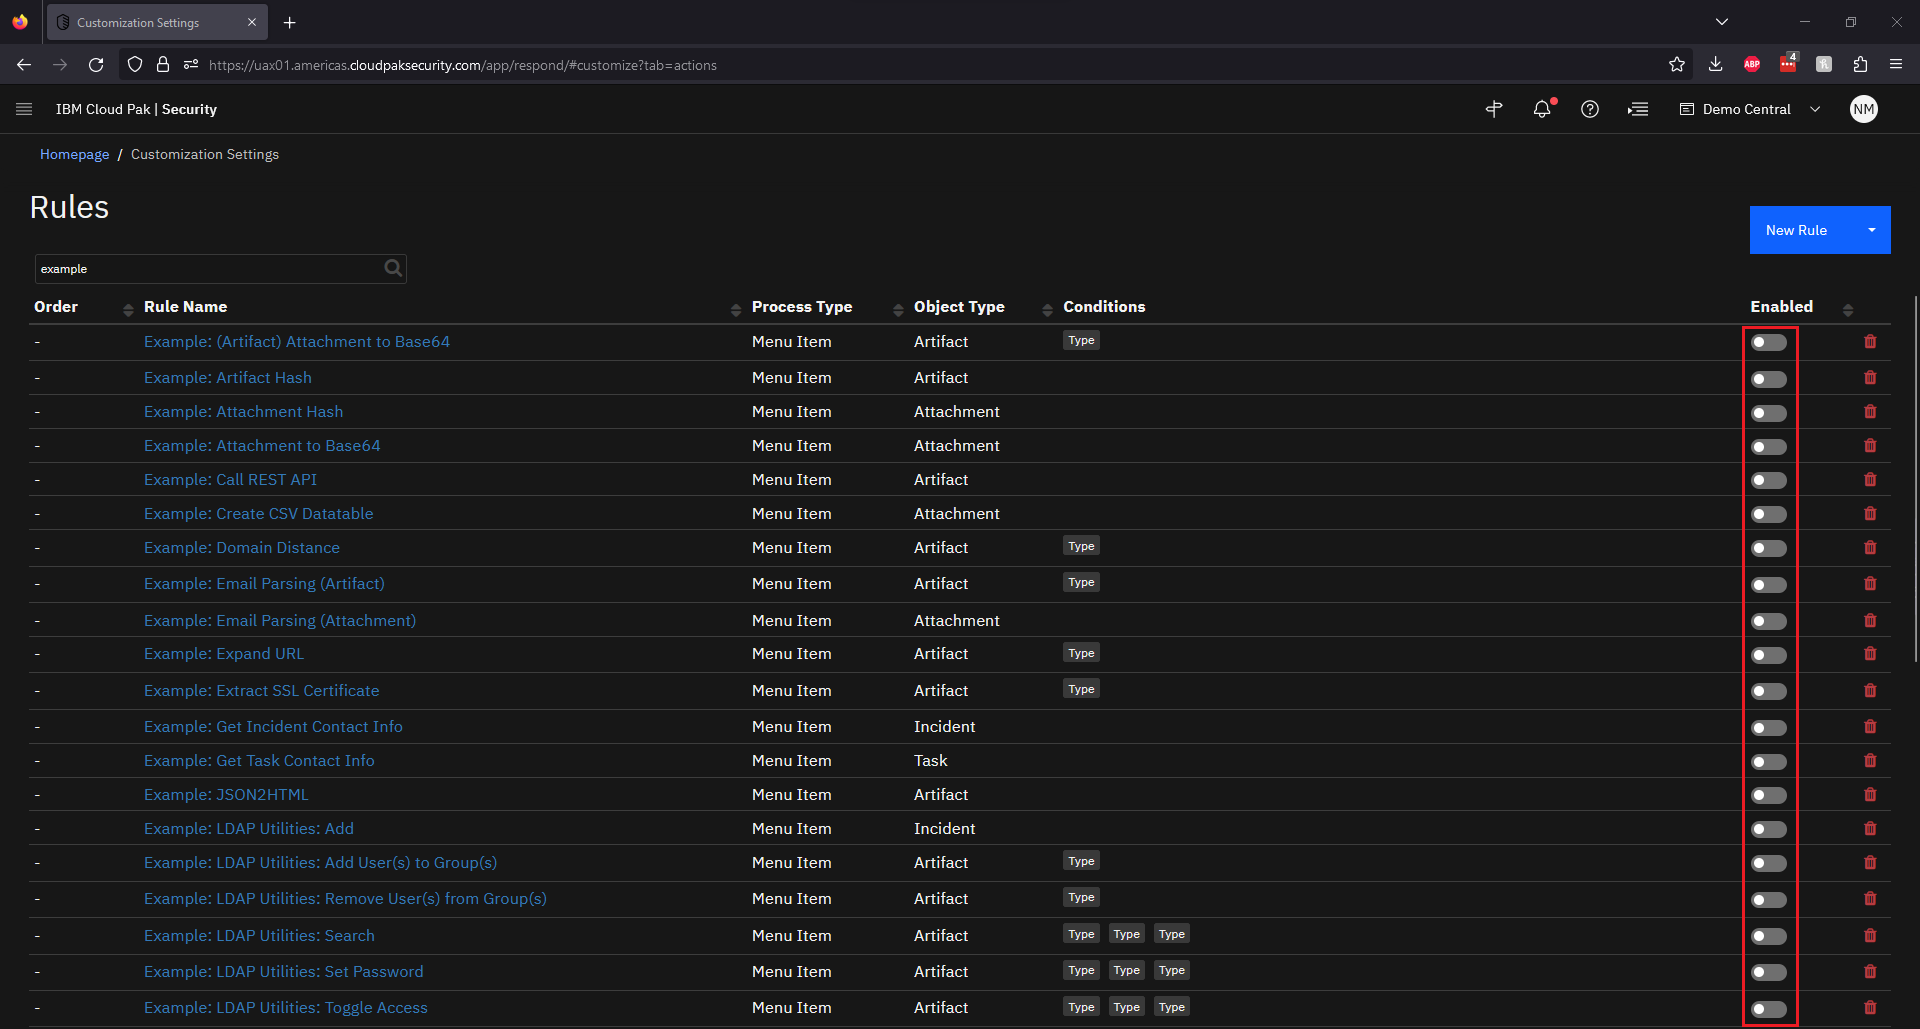 Customization Settings
https://uax01.americas.cloudpaksecurity.com/app/respond/#customize?tab=actions
ABP
4
IBM Cloud Pak | Security
Demo Central
NM
Homepage / Customization Settings
Rules
New Rule
example
Order Rule Name Process Type Object Type Conditions Enabled
- Example: (Artifact) Attachment to Base64 Menu Item Artifact Type
- Example: Artifact Hash Menu Item Artifact
- Example: Attachment Hash Menu Item Attachment
- Example: Attachment to Base64 Menu Item Attachment
- Example: Call REST API Menu Item Artifact
- Example: Create CSV Datatable Menu Item Attachment
- Example: Domain Distance Menu Item Artifact Type
- Example: Email Parsing (Artifact) Menu Item Artifact Type
- Example: Email Parsing (Attachment) Menu Item Attachment
- Example: Expand URL Menu Item Artifact Type
- Example: Extract SSL Certificate Menu Item Artifact Type
- Example: Get Incident Contact Info Menu Item Incident
- Example: Get Task Contact Info Menu Item Task
- Example: JSON2HTML Menu Item Artifact
- Example: LDAP Utilities: Add Menu Item Incident
- Example: LDAP Utilities: Add User(s) to Group(s) Menu Item Artifact Type
- Example: LDAP Utilities: Remove User(s) from Group(s) Menu Item Artifact Type
- Example: LDAP Utilities: Search Menu Item Artifact Type Type Type
- Example: LDAP Utilities: Set Password Menu Item Artifact Type Type Type
- Example: LDAP Utilities: Toggle Access Menu Item Artifact Type Type Type